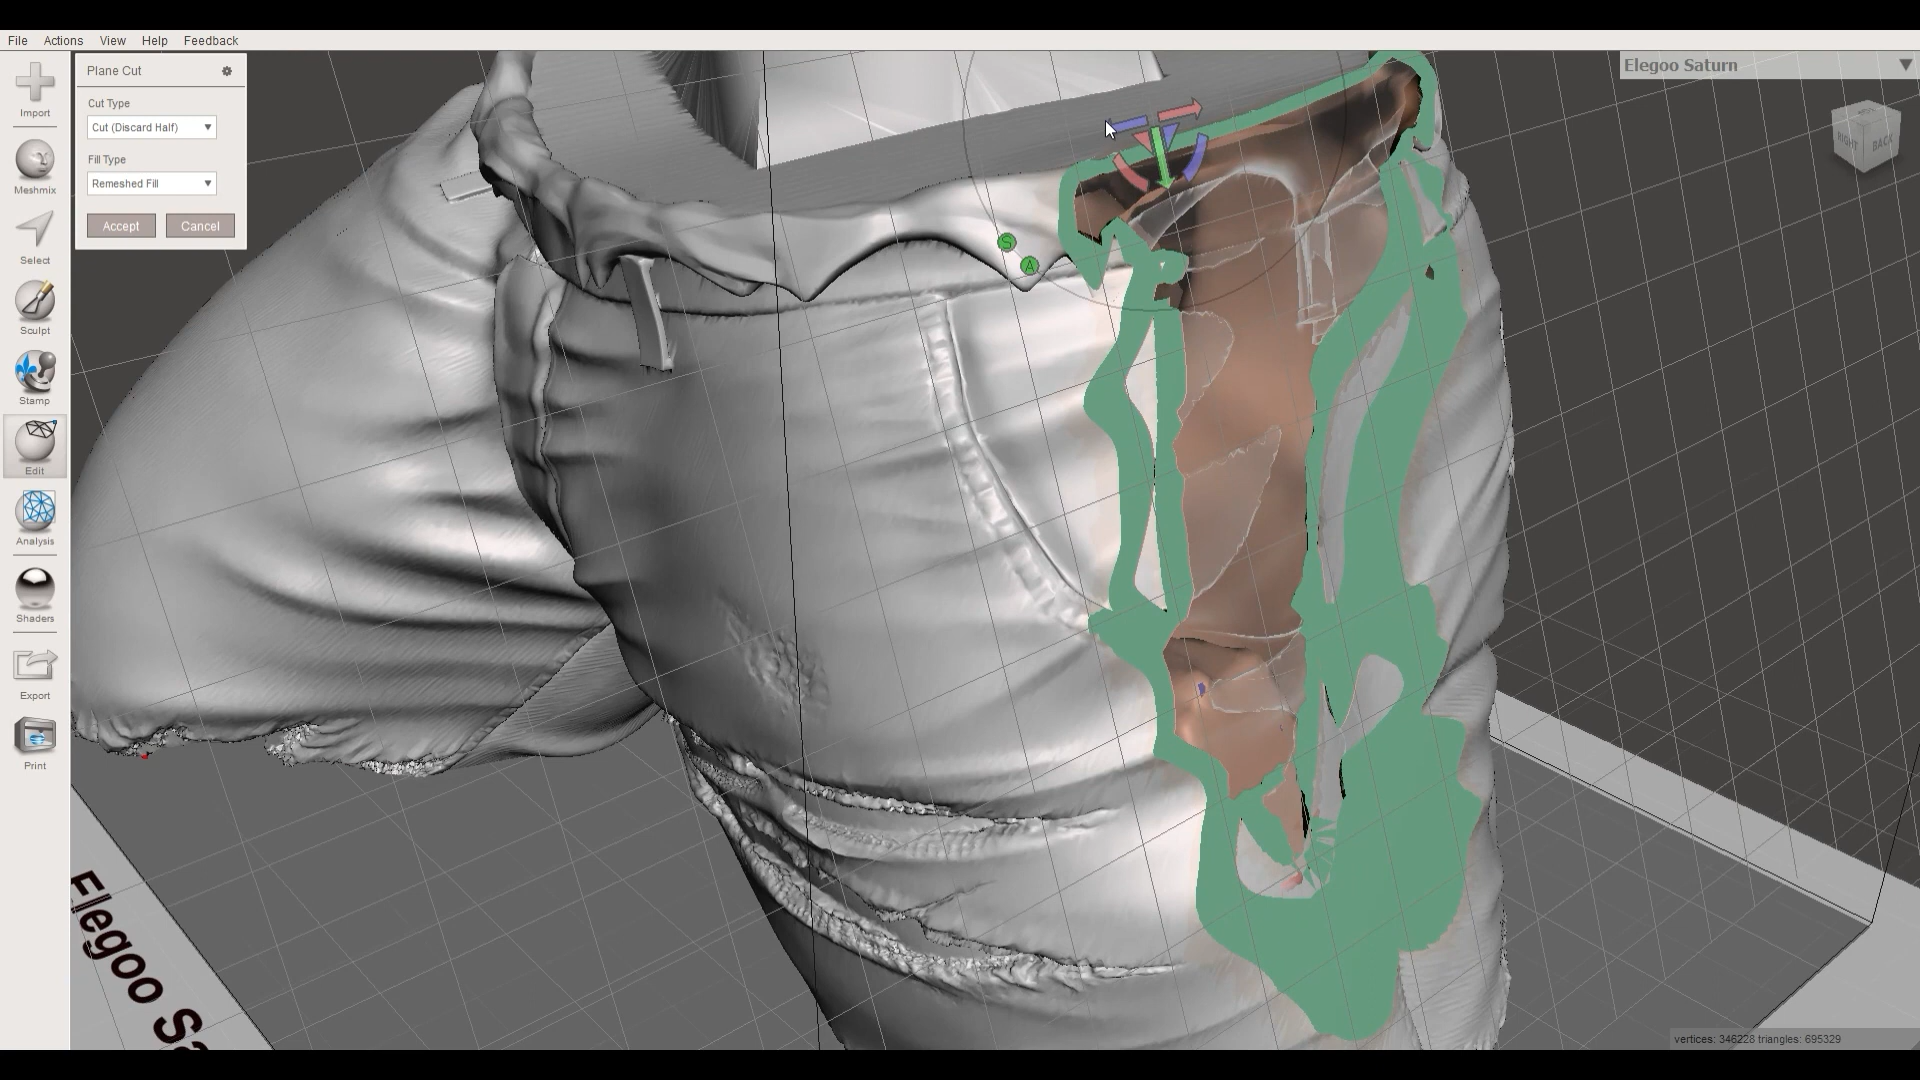 File Actions View Help Feedback
Import
Meshmix
Select
Sculpt
Stamp
Edit
Analysis
Shaders
Export
Print
Plane Cut
Cut Type
Cut (Discard Half)
Fill Type
Remeshed Fill
Accept Cancel
S
A
Elegoo Saturn
RIGHT BACK
Elegoo Sa
vertices: 346228 triangles: 695329